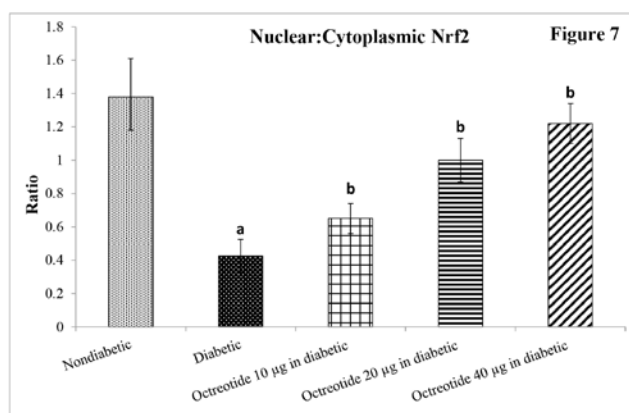 Nuclear:Cytoplasmic Nrf2
Figure 7
Ratio
1.8
1.6
1.4
1.2
1
0.8
0.6
0.4
0.2
0
a
b
b
b
Nondiabetic
Diabetic
Octreotide 10 µg in diabetic
Octreotide 20 µg in diabetic
Octreotide 40 µg in diabetic